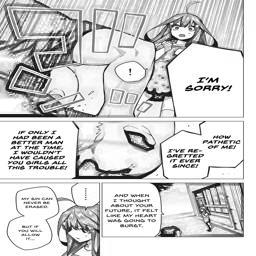 !
I'M
SORRY!
HOW
PATHETIC
OF ME!
I'VE RE-
GRETTED IT
EVER
SINCE!
IF ONLY I
HAD BEEN A
BETTER MAN
AT THE TIME,
I WOULDN'T
HAVE CAUSED
YOU GIRLS ALL
THIS TROUBLE!
AND WHEN I
THOUGHT
ABOUT YOUR
FUTURE, IT FELT
LIKE MY HEART
WAS GOING
TO BURST.
......
MY SIN CAN
NEVER BE
ERASED.
BUT IF YOU
WILL ALLOW
IT...